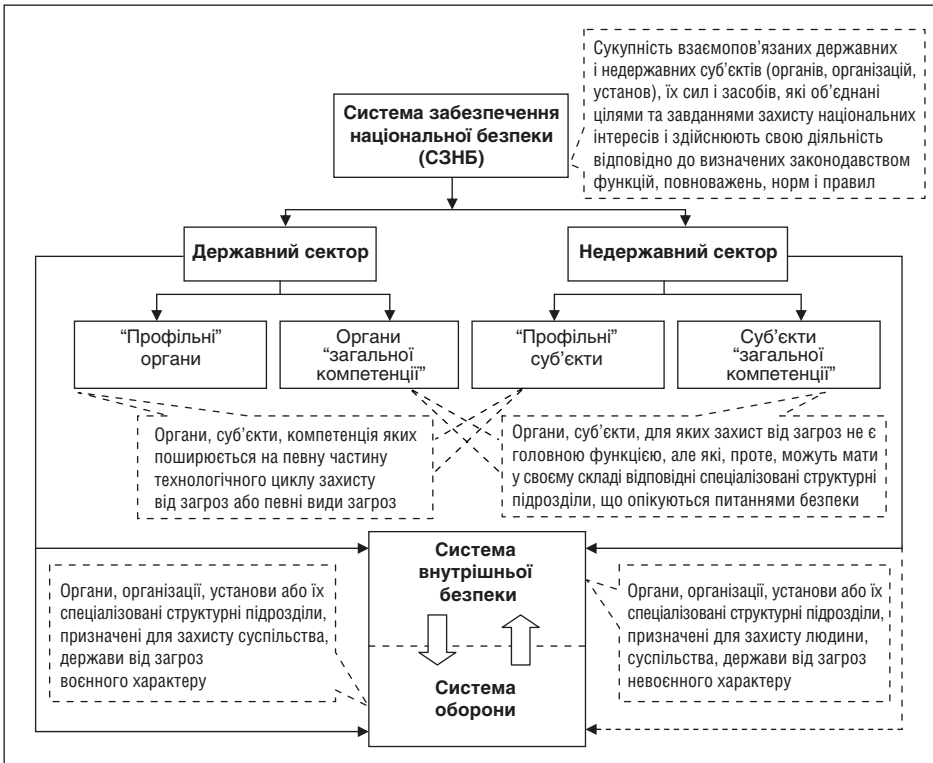 Сукупність взаємопов’язаних державних
і недержавних суб’єктів (органів, організацій,
установ), їх сил і засобів, які об’єднані
цілями та завданнями захисту національних
інтересів і здійснюють свою діяльність
відповідно до визначених законодавством
функцій, повноважень, норм і правил
Система забезпечення
національної безпеки
(СЗНБ)
Державний сектор
Недержавний сектор
“Профільні”
органи
Органи
“загальної
компетенції”
“Профільні”
суб’єкти
Суб’єкти
“загальної
компетенції”
Органи, суб’єкти, компетенція яких
поширюється на певну частину
технологічного циклу захисту
від загроз або певні види загроз
Органи, суб’єкти, для яких захист від загроз не є
головною функцією, але які, проте, можуть мати
у своєму складі відповідні спеціалізовані структурні
підрозділи, що опікуються питаннями безпеки
Система
внутрішньої
безпеки
Органи, організації, установи або їх
спеціалізовані структурні підрозділи,
призначені для захисту суспільства,
держави від загроз
воєнного характеру
Органи, організації, установи або їх
спеціалізовані структурні підрозділи,
призначені для захисту людини,
суспільства, держави від загроз
невоєнного характеру
Система
оборони